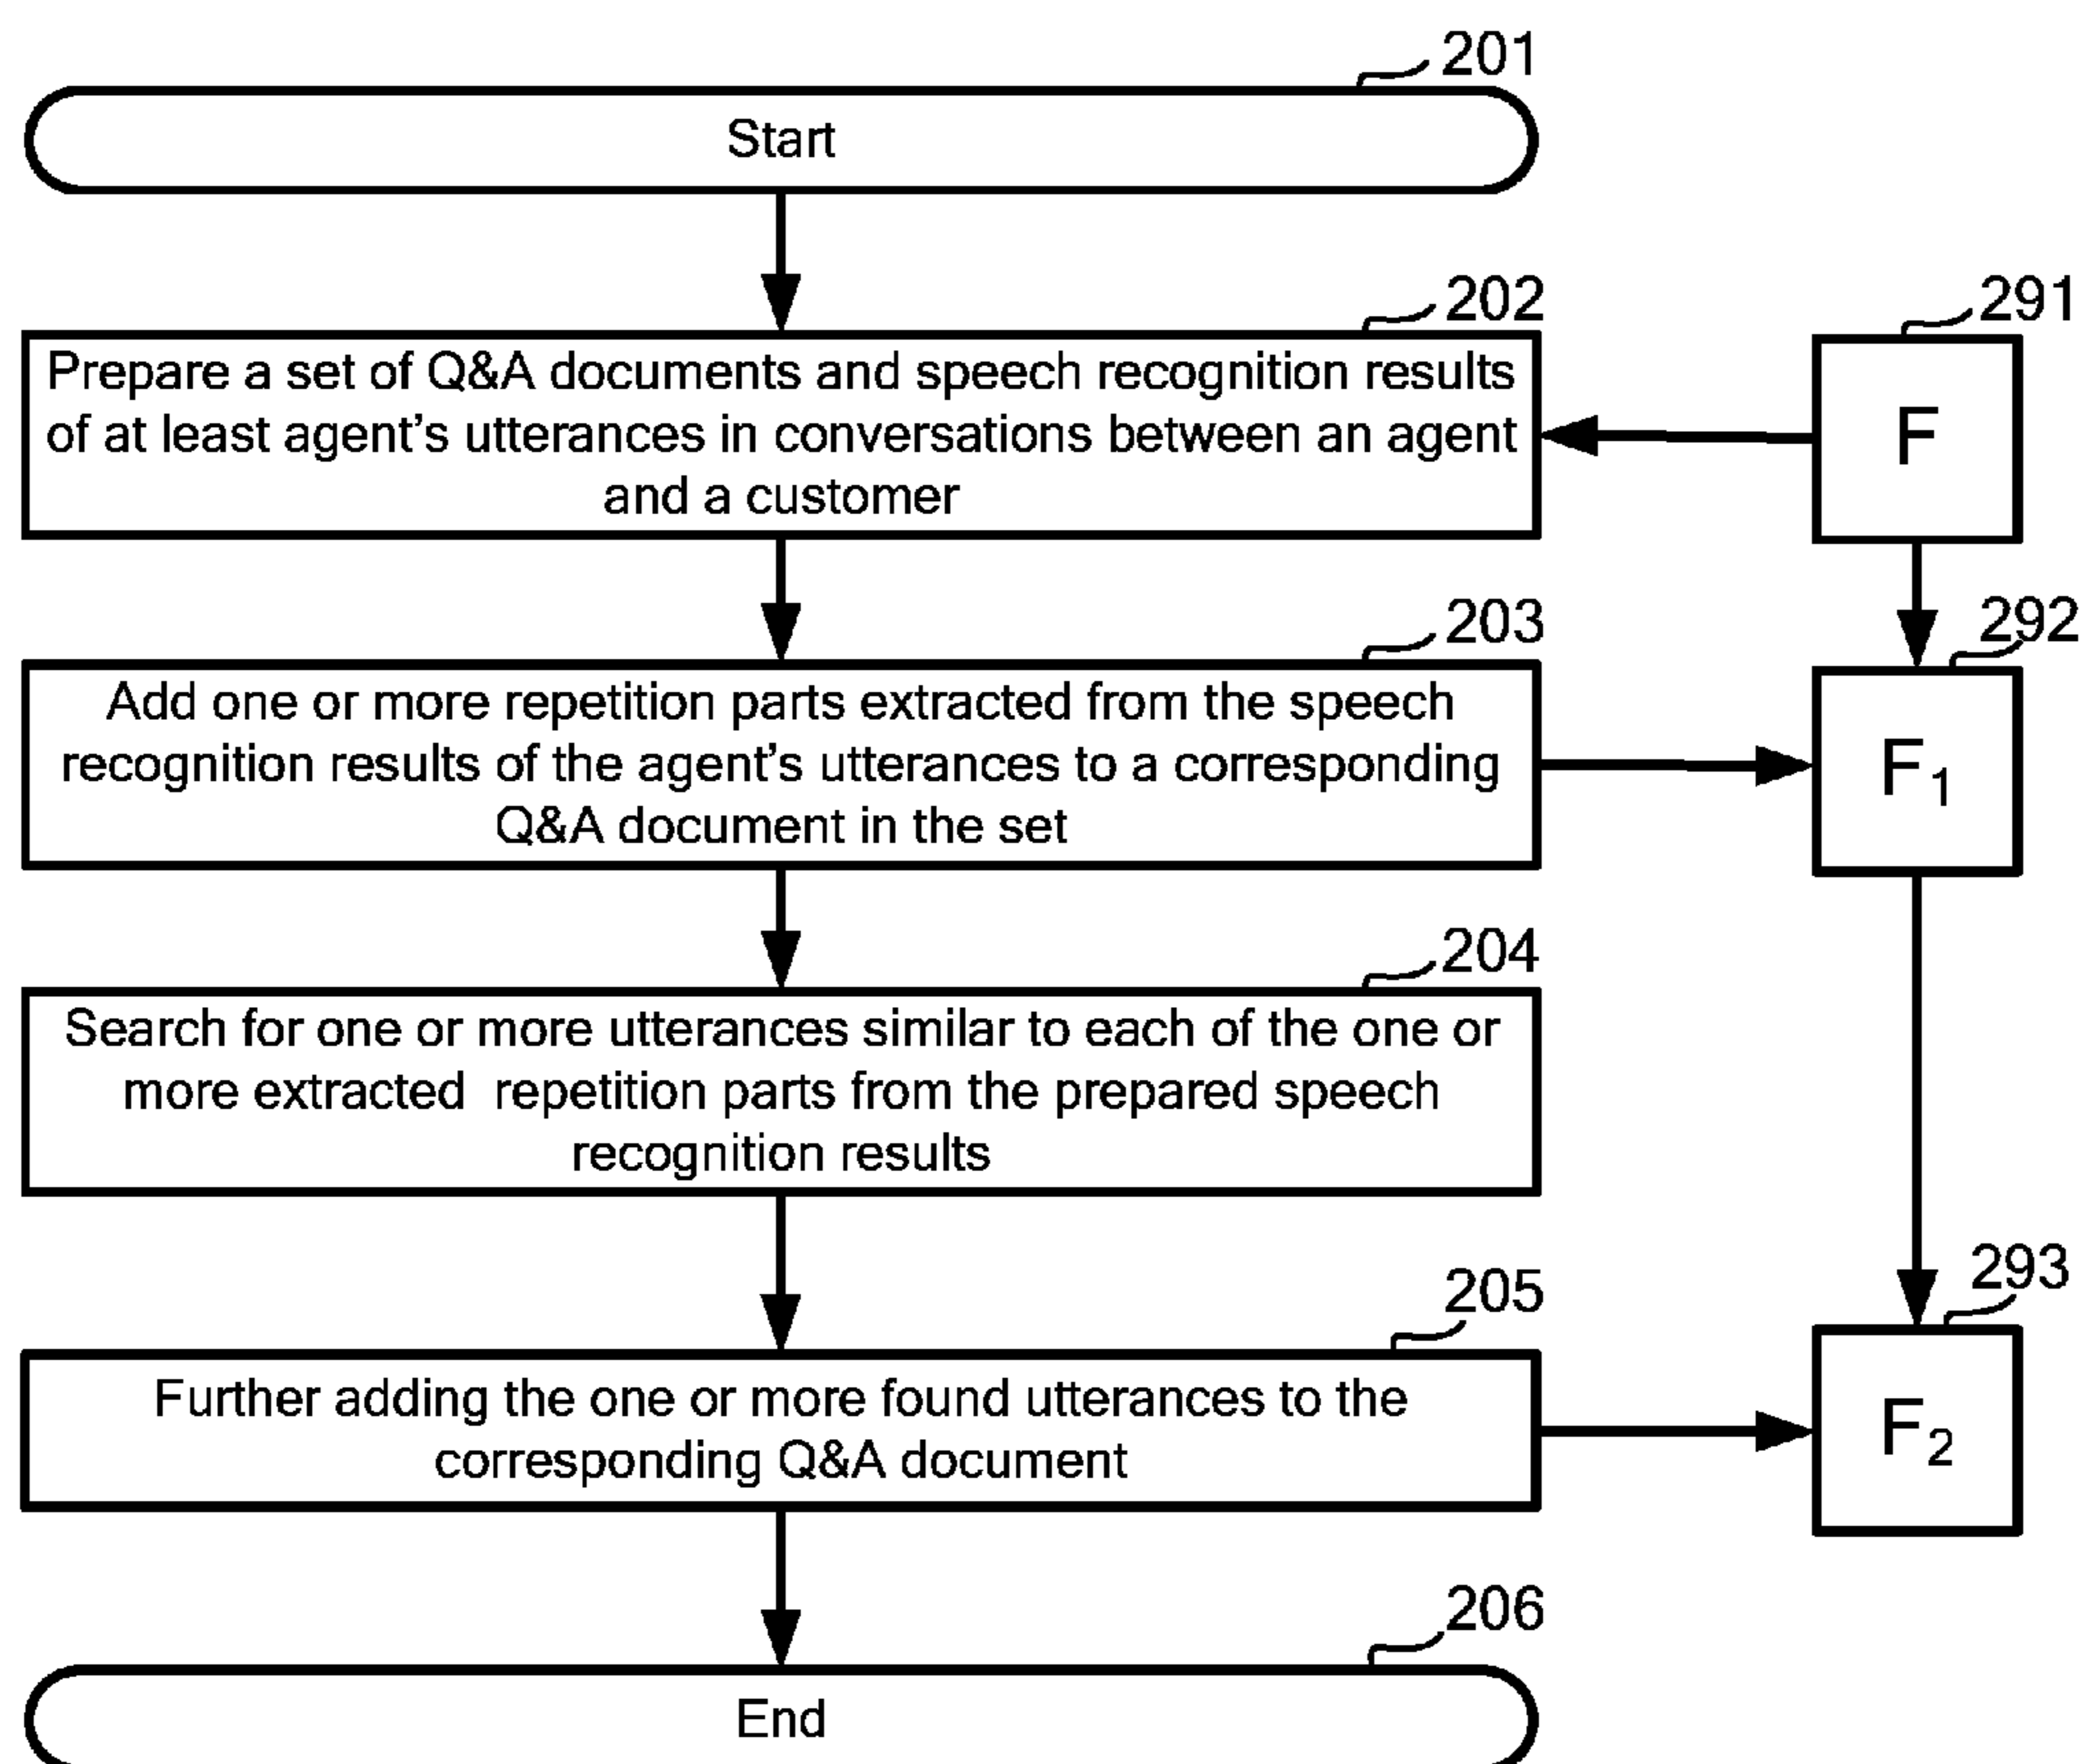 201
Start
202
291
Prepare a set of Q&A documents and speech recognition results
of at least agent's utterances in conversations between an agent
and a customer
F
203
292
Add one or more repetition parts extracted from the speech
recognition results of the agent's utterances to a corresponding
Q&A document in the set
F1
204
Search for one or more utterances similar to each of the one or
more extracted repetition parts from the prepared speech
recognition results
205
293
Further adding the one or more found utterances to the
corresponding Q&A document
F2
206
End